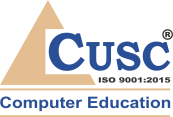 CUSC®
ISO 9001:2015
Computer Education